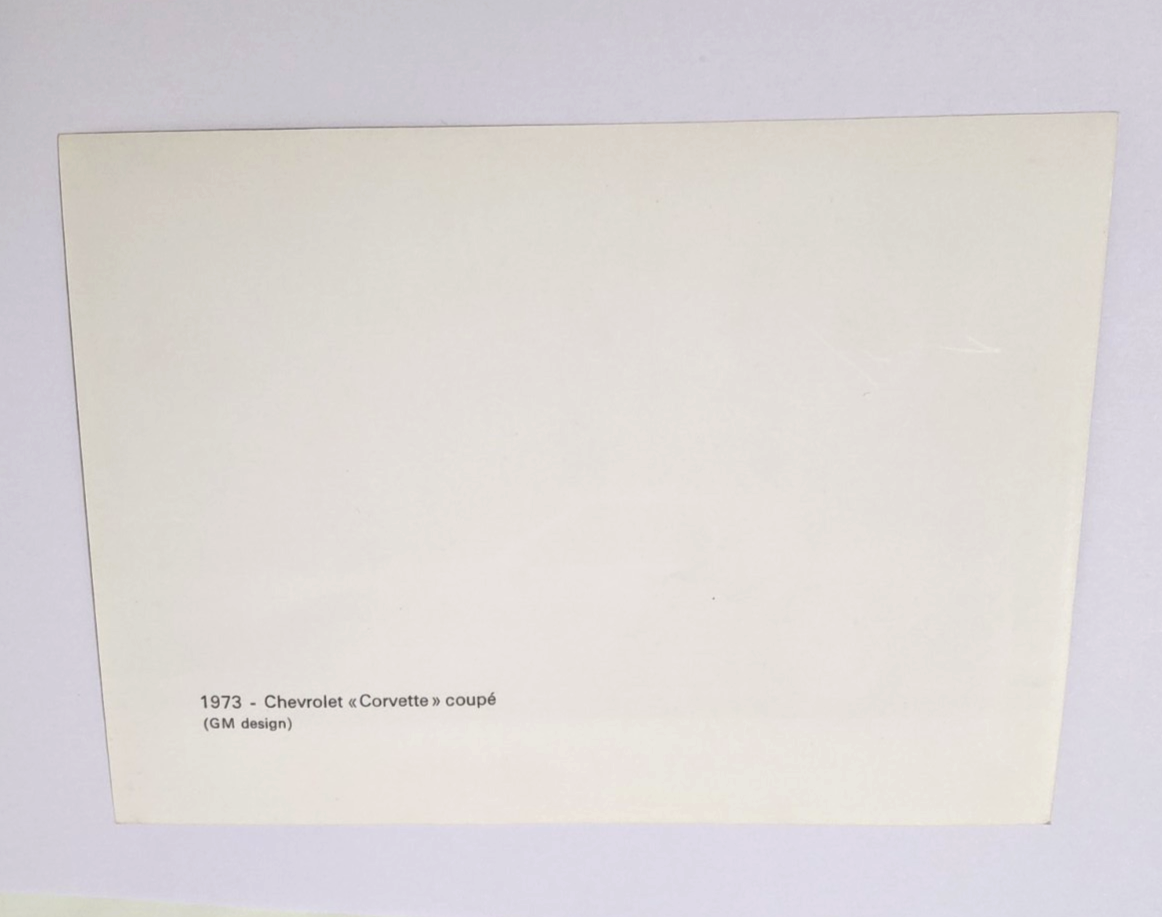 1973 - Chevrolet «Corvette» coupé
(GM design)